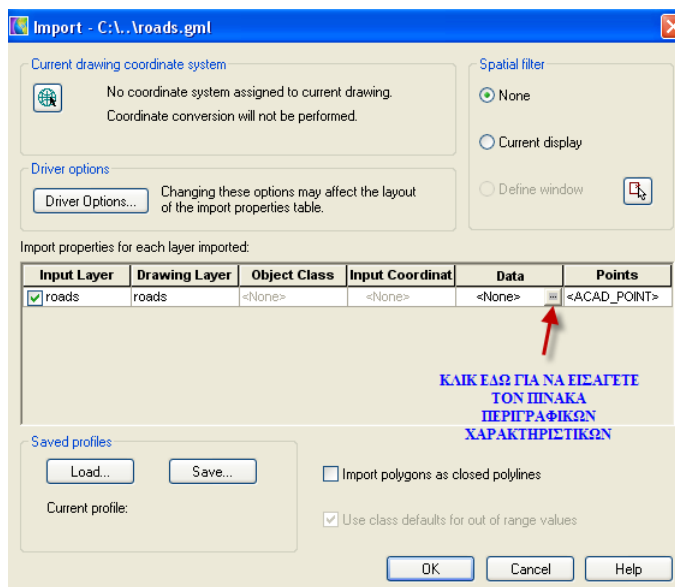 Import - C:\..\roads.gml
Current drawing coordinate system
No coordinate system assigned to current drawing.
Coordinate conversion will not be performed.
Spatial filter
None
Current display
Define window
Driver options
Driver Options...
Changing these options may affect the layout
of the import properties table.
Import properties for each layer imported:
Input Layer Drawing Layer Object Class Input Coordinat Data Points
roads roads <None> <None> <None> ... <ACAD_POINT>
ΚΛΙΚ ΕΔΩ ΓΙΑ ΝΑ ΕΙΣΑΓΕΤΕ
ΤΟΝ ΠΙΝΑΚΑ
ΠΕΡΙΓΡΑΦΙΚΩΝ
ΧΑΡΑΚΤΗΡΙΣΤΙΚΩΝ
Saved profiles
Load... Save...
Current profile:
Import polygons as closed polylines
Use class defaults for out of range values
OK Cancel Help